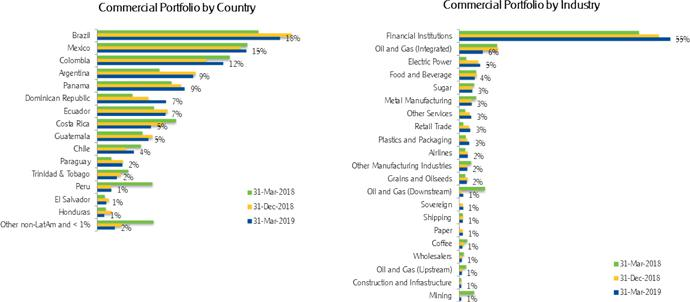 Commercial Portfolio by Country
Brazil 18%
Mexico 15%
Colombia 12%
Argentina 9%
Panama 9%
Dominican Republic 7%
Ecuador 7%
Costa Rica 5%
Guatemala 5%
Chile 4%
Paraguay 2%
Trinidad & Tobago 2%
Peru 1%
El Salvador 1%
Honduras 1%
Other non-LatAm and < 1% 2%
31-Mar-2018
31-Dec-2018
31-Mar-2019
Commercial Portfolio by Industry
Financial Institutions 55%
Oil and Gas (Integrated) 6%
Electric Power 5%
Food and Beverage 4%
Sugar 3%
Metal Manufacturing 3%
Other Services 3%
Retail Trade 3%
Plastics and Packaging 3%
Airlines 2%
Other Manufacturing Industries 2%
Grains and Oilseeds 2%
Oil and Gas (Downstream) 1%
Sovereign 1%
Shipping 1%
Paper 1%
Coffee 1%
Wholesalers 1%
Oil and Gas (Upstream) 1%
Construction and Infrastructure 1%
Mining 1%
31-Mar-2018
31-Dec-2018
31-Mar-2019